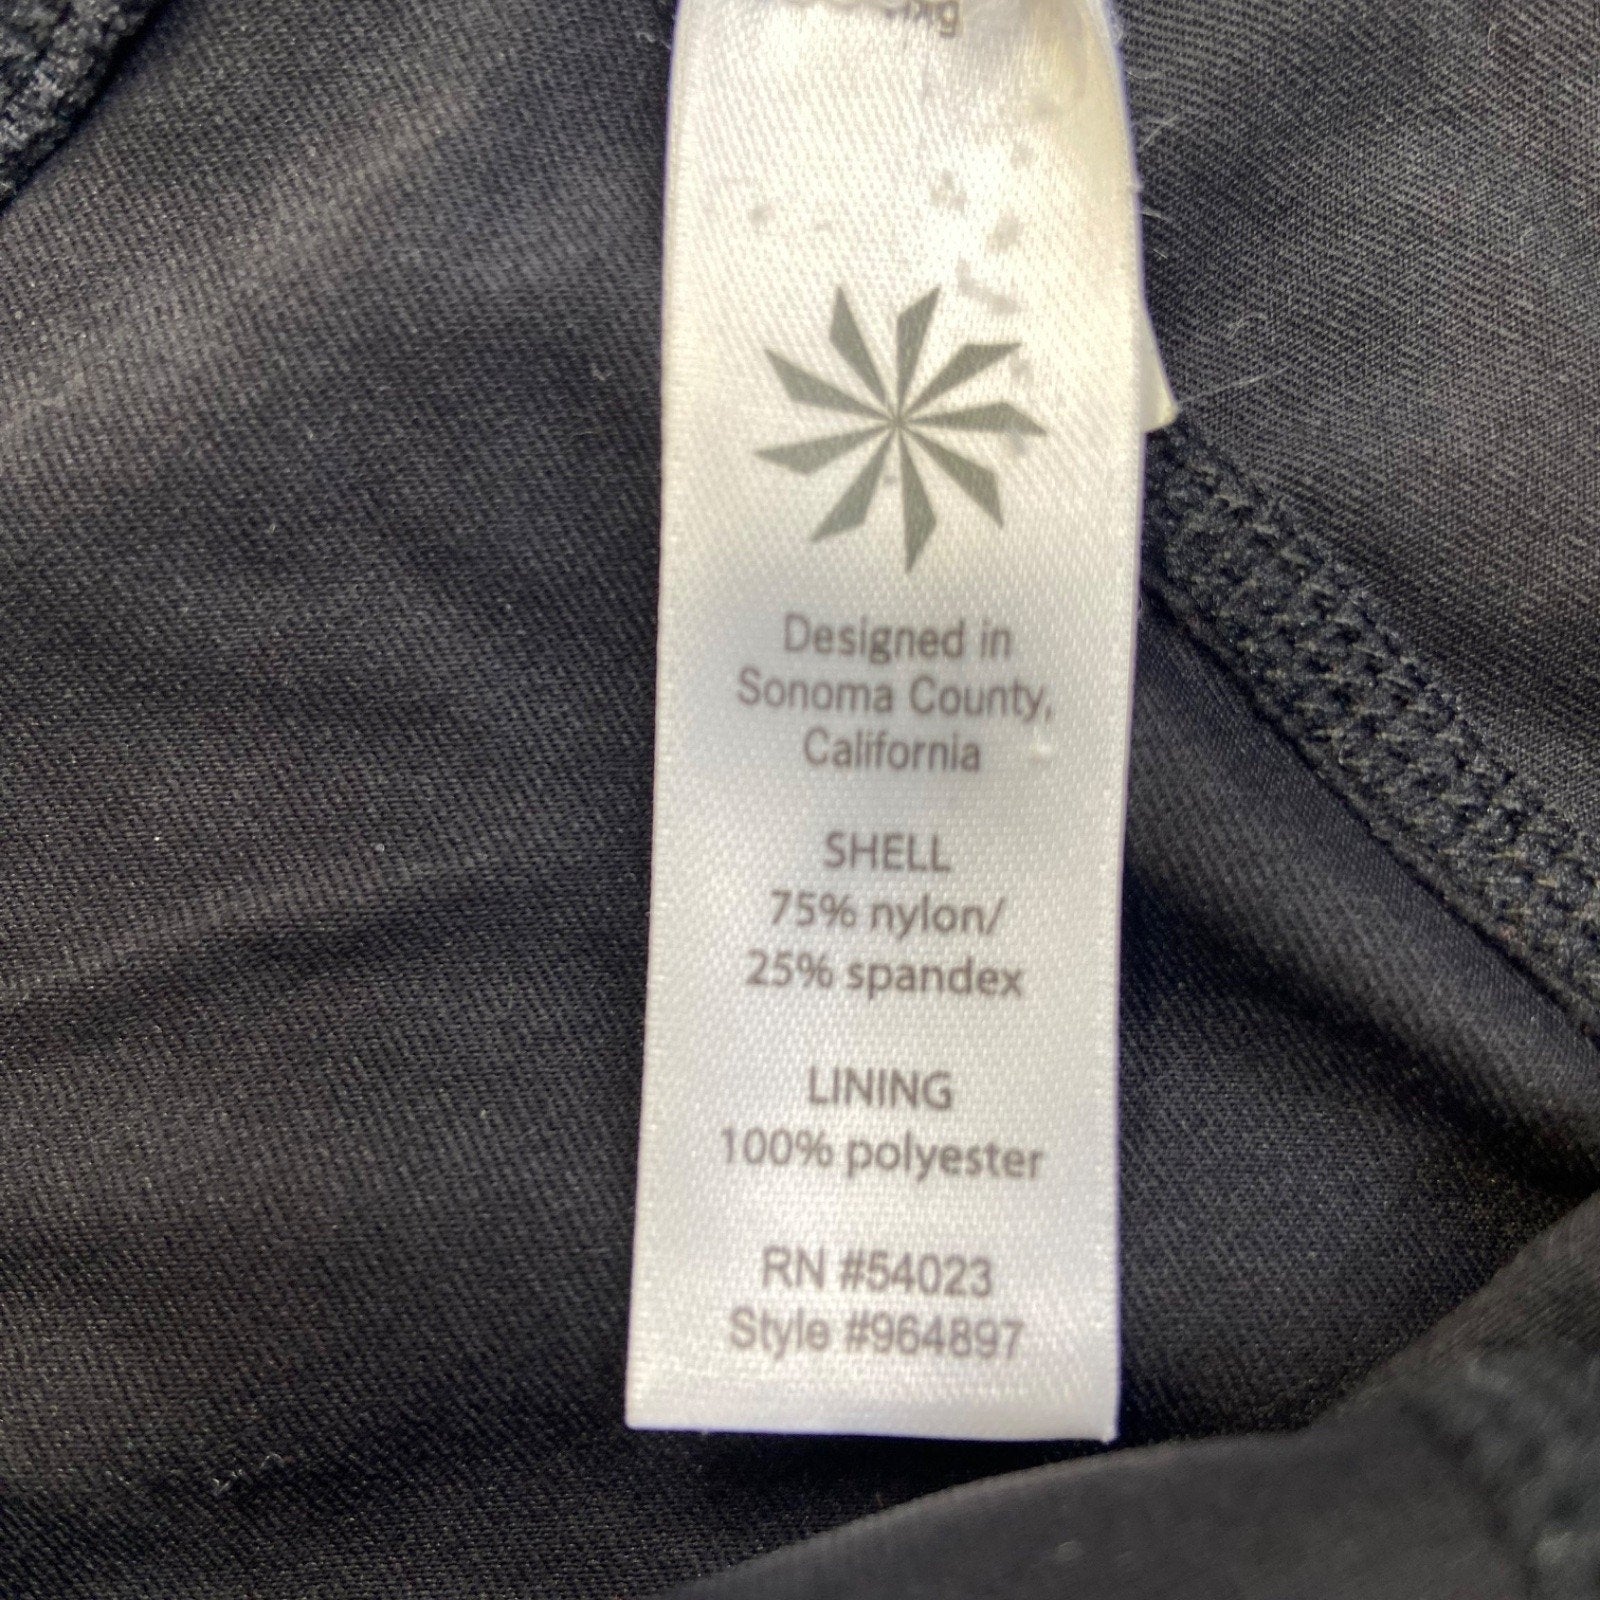 Designed in
Sonoma County,
California
SHELL
75% nylon/
25% spandex
LINING
100% polyester
RN #54023
Style #964897